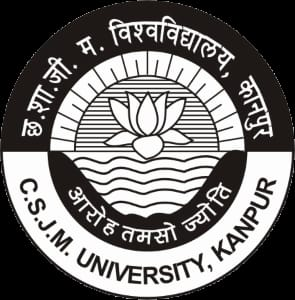 छ.शा.जी. म. विश्वविद्यालय, कानपुर
आरोह तमसो ज्योति
C.S.J.M. UNIVERSITY, KANPUR